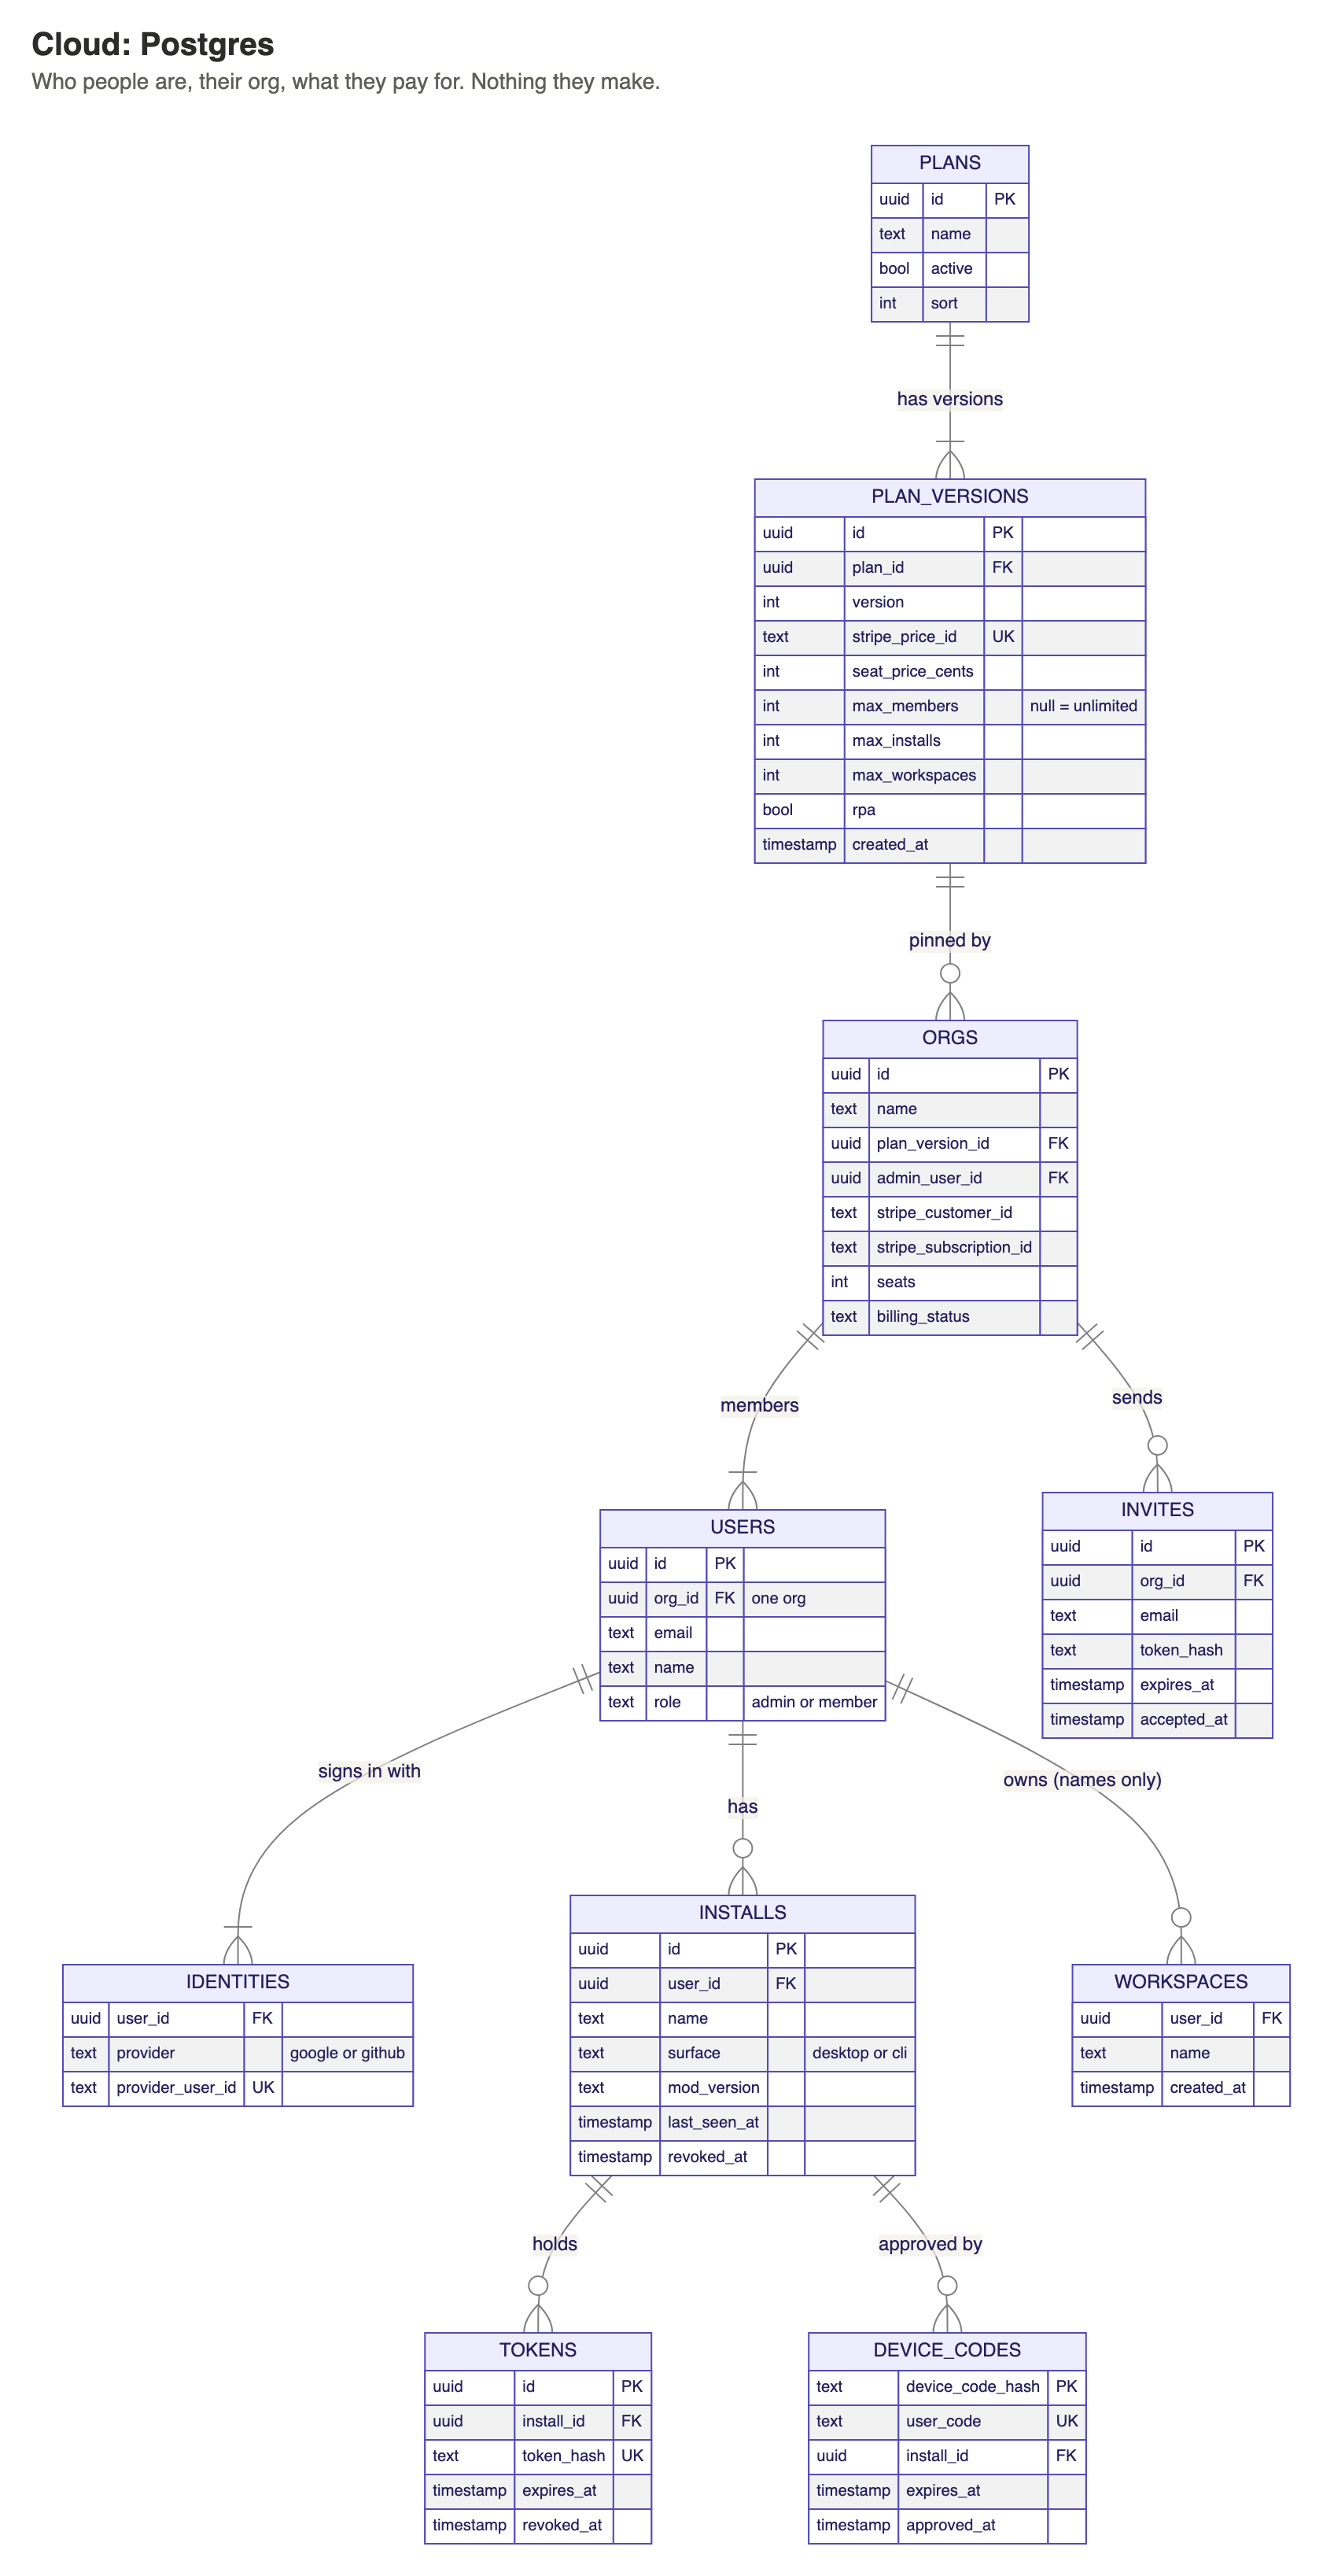 Cloud: Postgres
Who people are, their org, what they pay for. Nothing they make.
PLANS
uuid id PK
text name
bool active
int sort
has versions
PLAN_VERSIONS
uuid id PK
uuid plan_id FK
int version
text stripe_price_id UK
int seat_price_cents
int max_members null = unlimited
int max_installs
int max_workspaces
bool rpa
timestamp created_at
pinned by
ORGS
uuid id PK
text name
uuid plan_version_id FK
uuid admin_user_id FK
text stripe_customer_id
text stripe_subscription_id
int seats
text billing_status
members
sends
USERS
uuid id PK
uuid org_id FK one org
text email
text name
text role admin or member
INVITES
uuid id PK
uuid org_id FK
text email
text token_hash
timestamp expires_at
timestamp accepted_at
signs in with
has
owns (names only)
IDENTITIES
uuid user_id FK
text provider google or github
text provider_user_id UK
INSTALLS
uuid id PK
uuid user_id FK
text name
text surface desktop or cli
text mod_version
timestamp last_seen_at
timestamp revoked_at
WORKSPACES
uuid user_id FK
text name
timestamp created_at
holds
approved by
TOKENS
uuid id PK
uuid install_id FK
text token_hash UK
timestamp expires_at
timestamp revoked_at
DEVICE_CODES
text device_code_hash PK
text user_code UK
uuid install_id FK
timestamp expires_at
timestamp approved_at